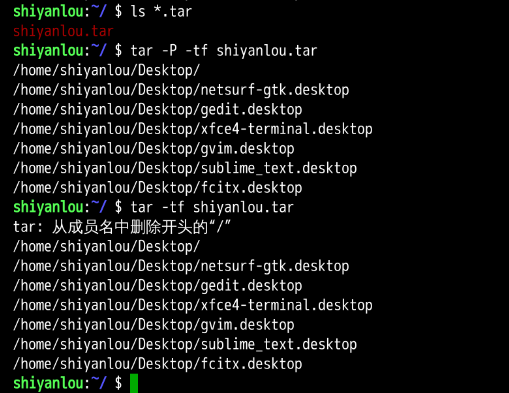 shiyanlou:~/ $ ls *.tar
shiyanlou.tar
shiyanlou:~/ $ tar -P -tf shiyanlou.tar
/home/shiyanlou/Desktop/
/home/shiyanlou/Desktop/netsurf-gtk.desktop
/home/shiyanlou/Desktop/gedit.desktop
/home/shiyanlou/Desktop/xfce4-terminal.desktop
/home/shiyanlou/Desktop/gvim.desktop
/home/shiyanlou/Desktop/sublime_text.desktop
/home/shiyanlou/Desktop/fcitx.desktop
shiyanlou:~/ $ tar -tf shiyanlou.tar
tar: 从成员名中删除开头的“/”
/home/shiyanlou/Desktop/
/home/shiyanlou/Desktop/netsurf-gtk.desktop
/home/shiyanlou/Desktop/gedit.desktop
/home/shiyanlou/Desktop/xfce4-terminal.desktop
/home/shiyanlou/Desktop/gvim.desktop
/home/shiyanlou/Desktop/sublime_text.desktop
/home/shiyanlou/Desktop/fcitx.desktop
shiyanlou:~/ $